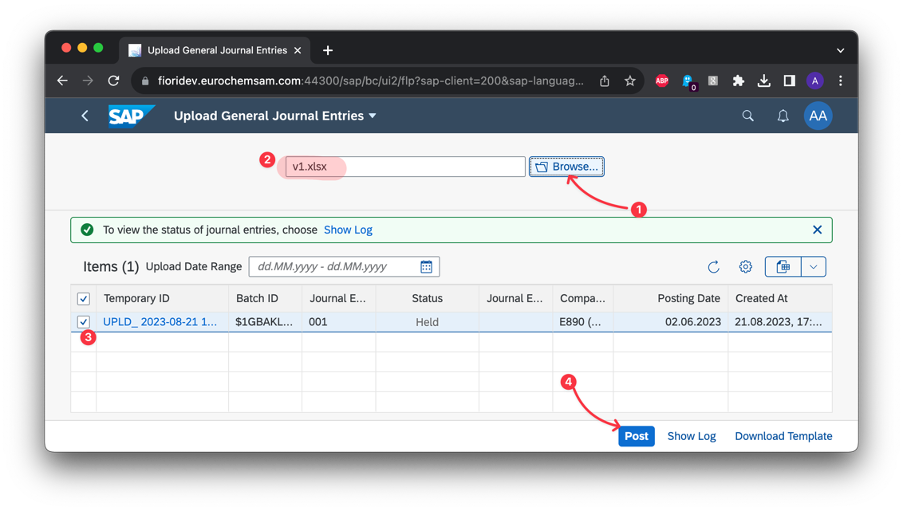 Upload General Journal Entries
fioridev.eurochemsam.com:44300/sap/bc/ui2/flp?sap-client=200&sap-languag...
ABP
0
A
SAP
Upload General Journal Entries
AA
2
v1.xlsx
Browse...
1
To view the status of journal entries, choose Show Log
Items (1) Upload Date Range dd.MM.yyyy - dd.MM.yyyy
Temporary ID Batch ID Journal E... Status Journal E... Compa... Posting Date Created At
UPLD_ 2023-08-21 1... $1GBAKL... 001 Held E890 (... 02.06.2023 21.08.2023, 17:...
3
4
Post Show Log Download Template